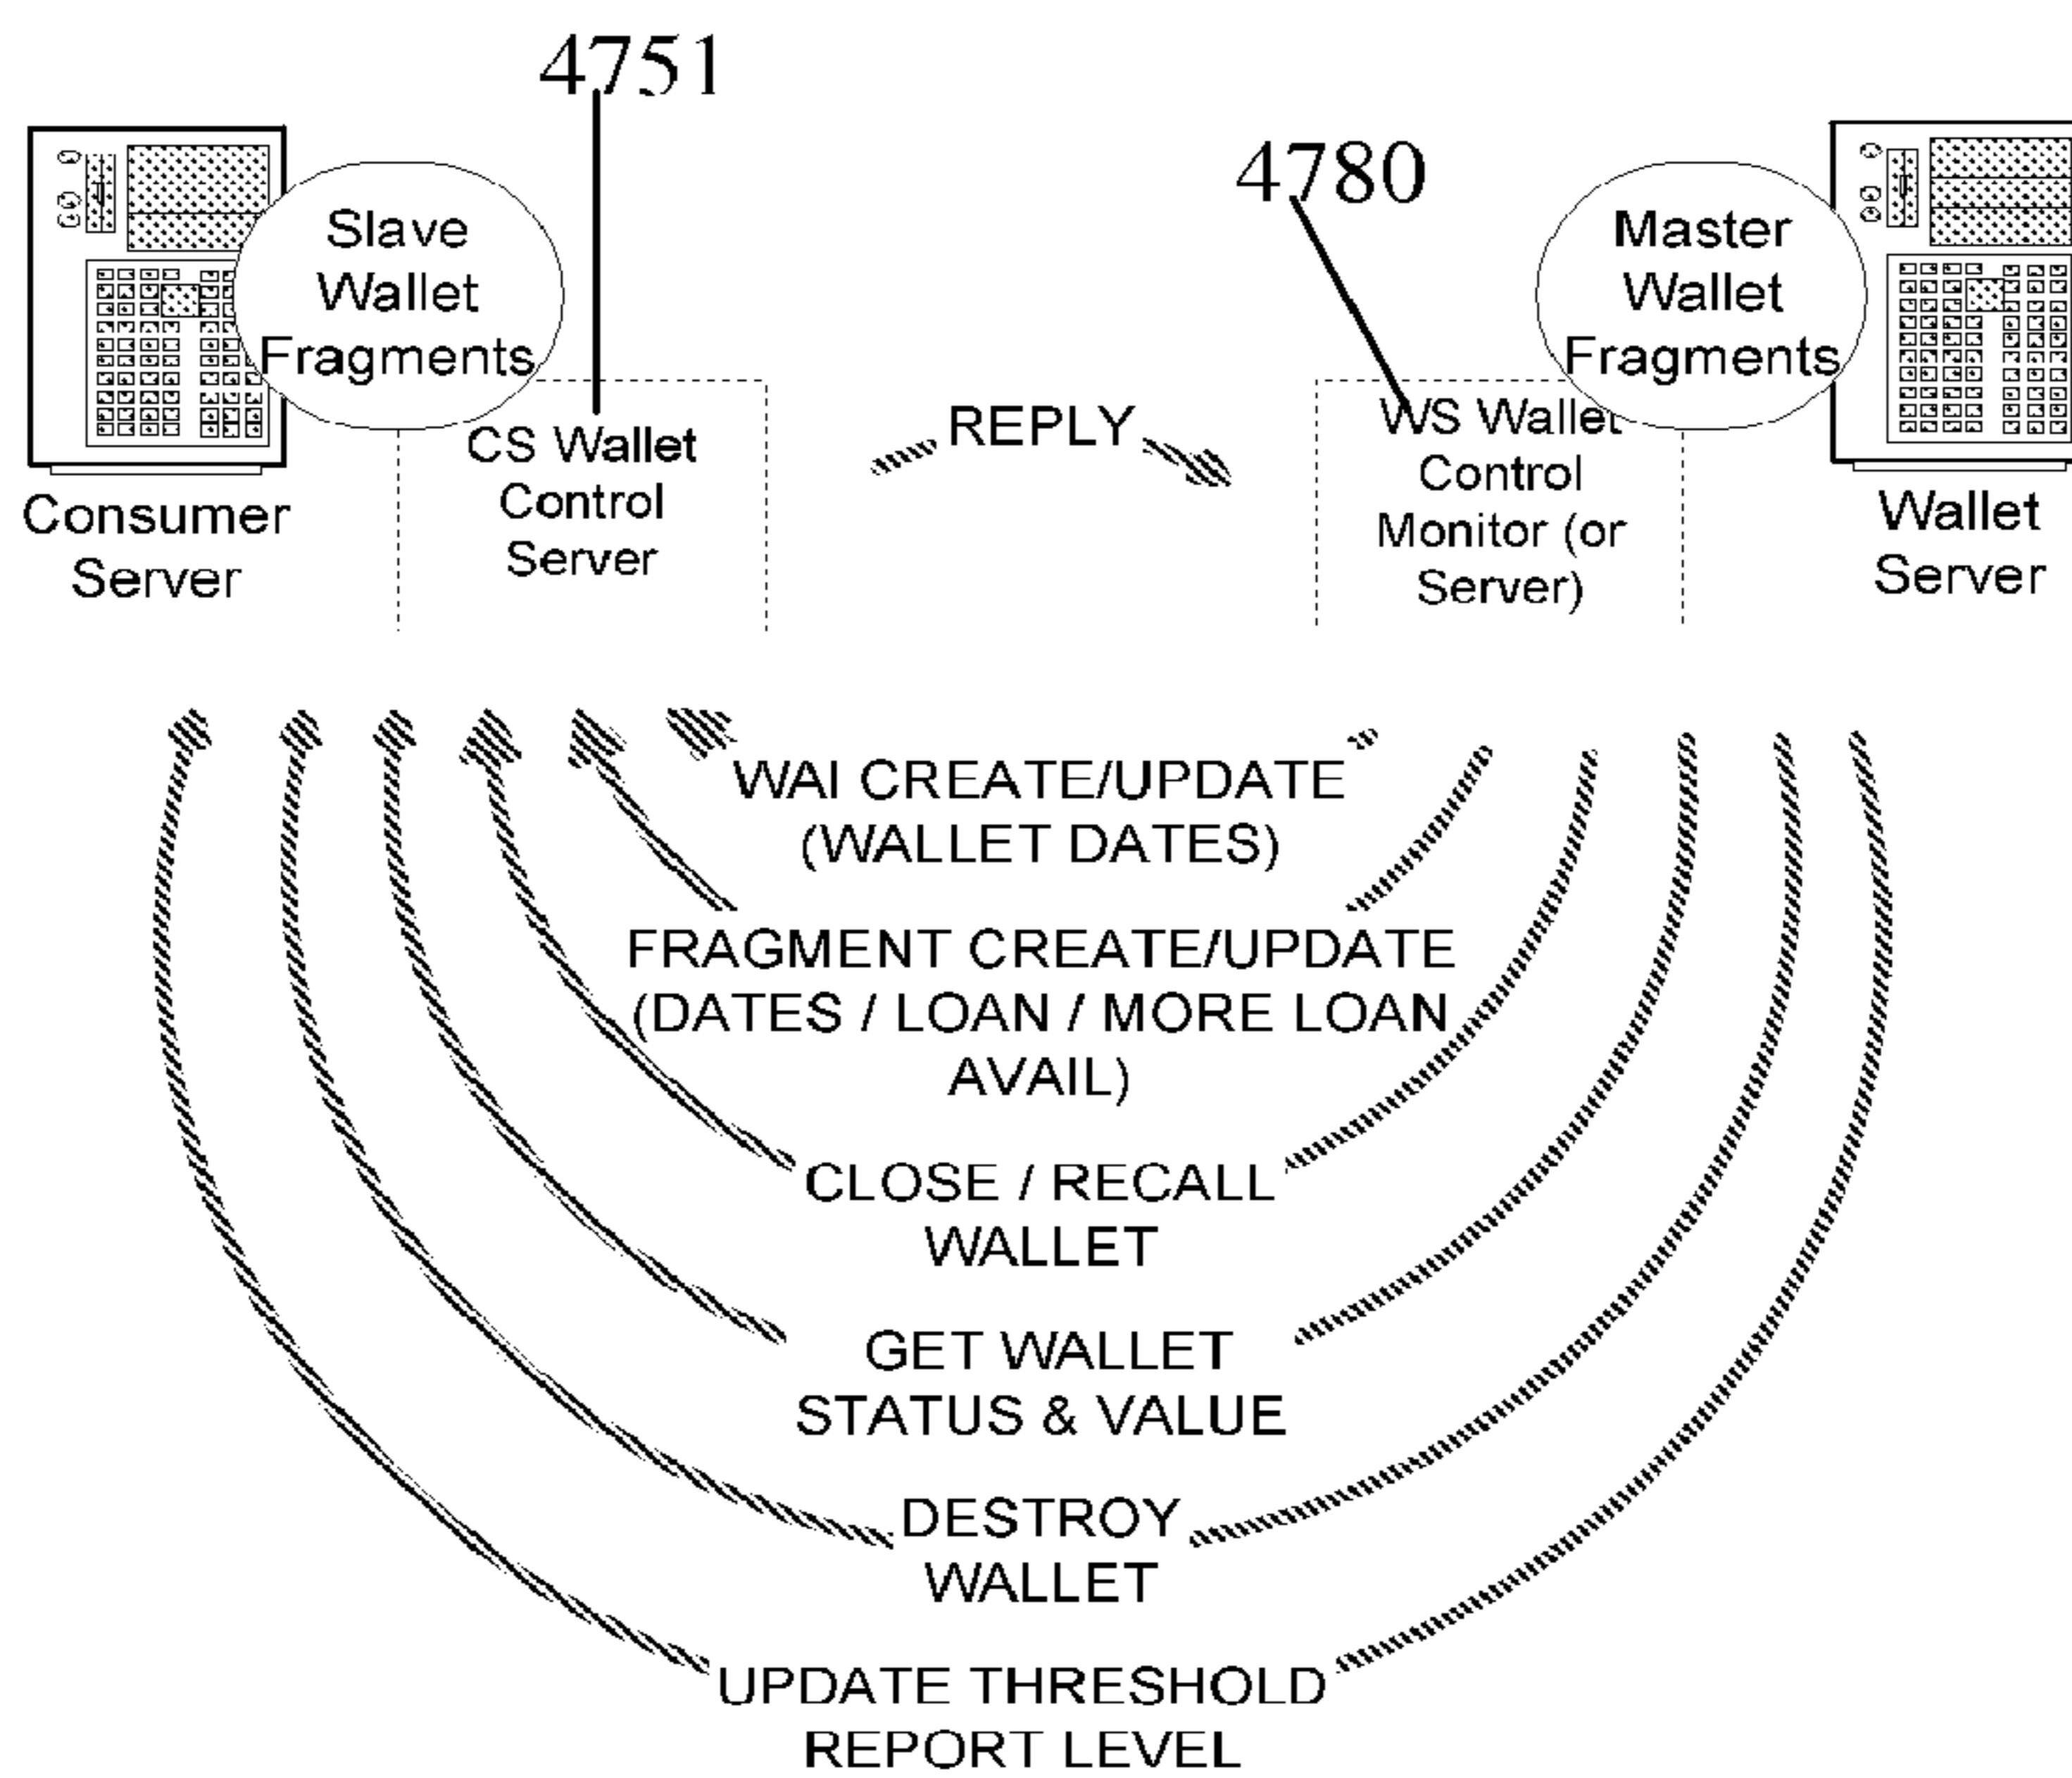 4751
4780
Slave
Wallet
Fragments
Master
Wallet
Fragments
CS Wallet
Control
Server
REPLY
WS Wallet
Control
Monitor (or
Server)
Consumer
Server
Wallet
Server
WAI CREATE/UPDATE
(WALLET DATES)
FRAGMENT CREATE/UPDATE
(DATES / LOAN / MORE LOAN
AVAIL)
CLOSE / RECALL
WALLET
GET WALLET
STATUS & VALUE
DESTROY
WALLET
UPDATE THRESHOLD
REPORT LEVEL